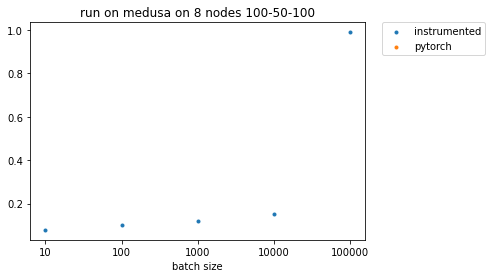 run on medusa on 8 nodes 100-50-100
instrumented
pytorch
1.0
0.8
0.6
0.4
0.2
10 100 1000 10000 100000
batch size